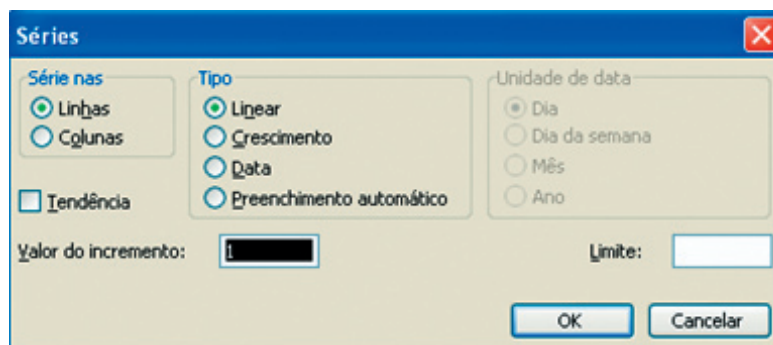 Séries
Série nas
Linhas
Colunas
Tendência
Tipo
Linear
Crescimento
Data
Preenchimento automático
Unidade de data
Dia
Dia da semana
Mês
Ano
Valor do incremento: 1
Limite:
OK
Cancelar